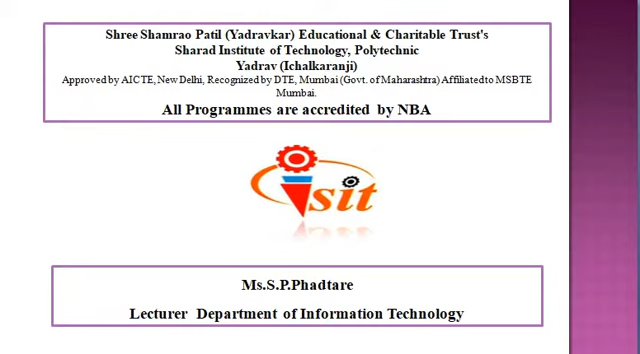 Shree Shamrao Patil (Yadravkar) Educational & Charitable Trust's
Sharad Institute of Technology, Polytechnic
Yadrav (Ichalkaranji)
Approved by AICTE, New Delhi, Recognized by DTE, Mumbai (Govt. of Maharashtra) Affiliated to MSBTE
Mumbai.
All Programmes are accredited by NBA
sit
Ms.S.P.Phadtare
Lecturer Department of Information Technology